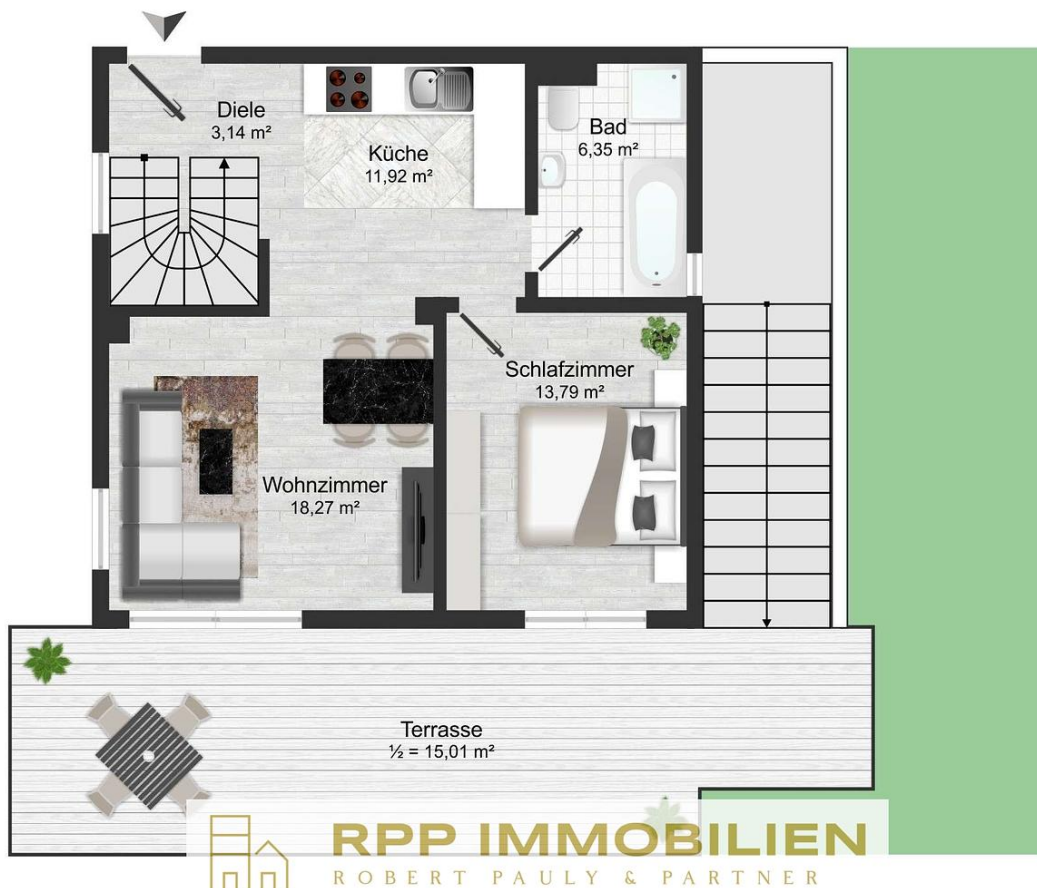 Diele
3,14 m²
Küche
11,92 m²
Bad
6,35 m²
Schlafzimmer
13,79 m²
Wohnzimmer
18,27 m²
Terrasse
½ = 15,01 m²
RPP IMMOBILIEN
ROBERT PAULY & PARTNER